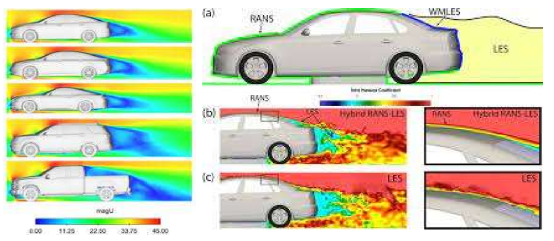 magU
0.00 11.25 22.50 33.75 45.00
(a)
RANS
WMLES
LES
RANS
(b)
LES
Hybrid RANS-LES
RANS
Hybrid RANS-LES
(c)
LES
LES